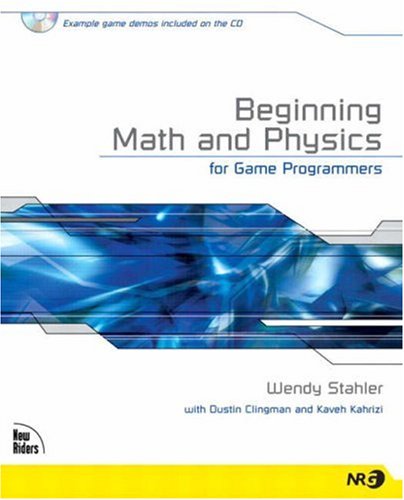 Example game demos included on the CD
Beginning
Math and Physics
for Game Programmers
Wendy Stahler
with Dustin Clingman and Kaveh Kahrizi
New
Riders
NRG